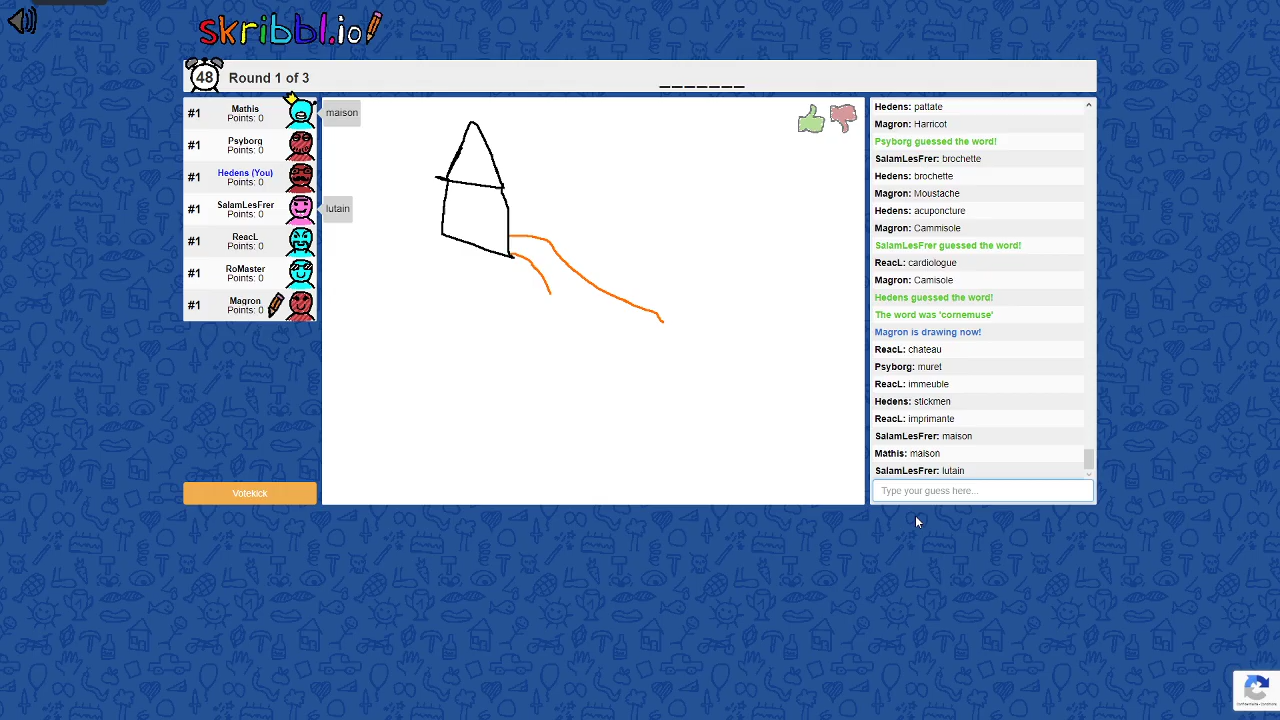 skribbl.io
48
Round 1 of 3
_______
#1
Mathis
Points: 0
maison
#1
Psyborg
Points: 0
#1
Hedens (You)
Points: 0
#1
SalamLesFrer
Points: 0
lutain
#1
ReacL
Points: 0
#1
RoMaster
Points: 0
#1
Magron
Points: 0
Votekick
Hedens: pattate
Magron: Harricot
Psyborg guessed the word!
SalamLesFrer: brochette
Hedens: brochette
Magron: Moustache
Hedens: acuponcture
Magron: Cammisole
SalamLesFrer guessed the word!
ReacL: cardiologue
Magron: Camisole
Hedens guessed the word!
The word was 'cornemuse'
Magron is drawing now!
ReacL: chateau
Psyborg: muret
ReacL: immeuble
Hedens: stickmen
ReacL: imprimante
SalamLesFrer: maison
Mathis: maison
SalamLesFrer: lutain
Type your guess here...